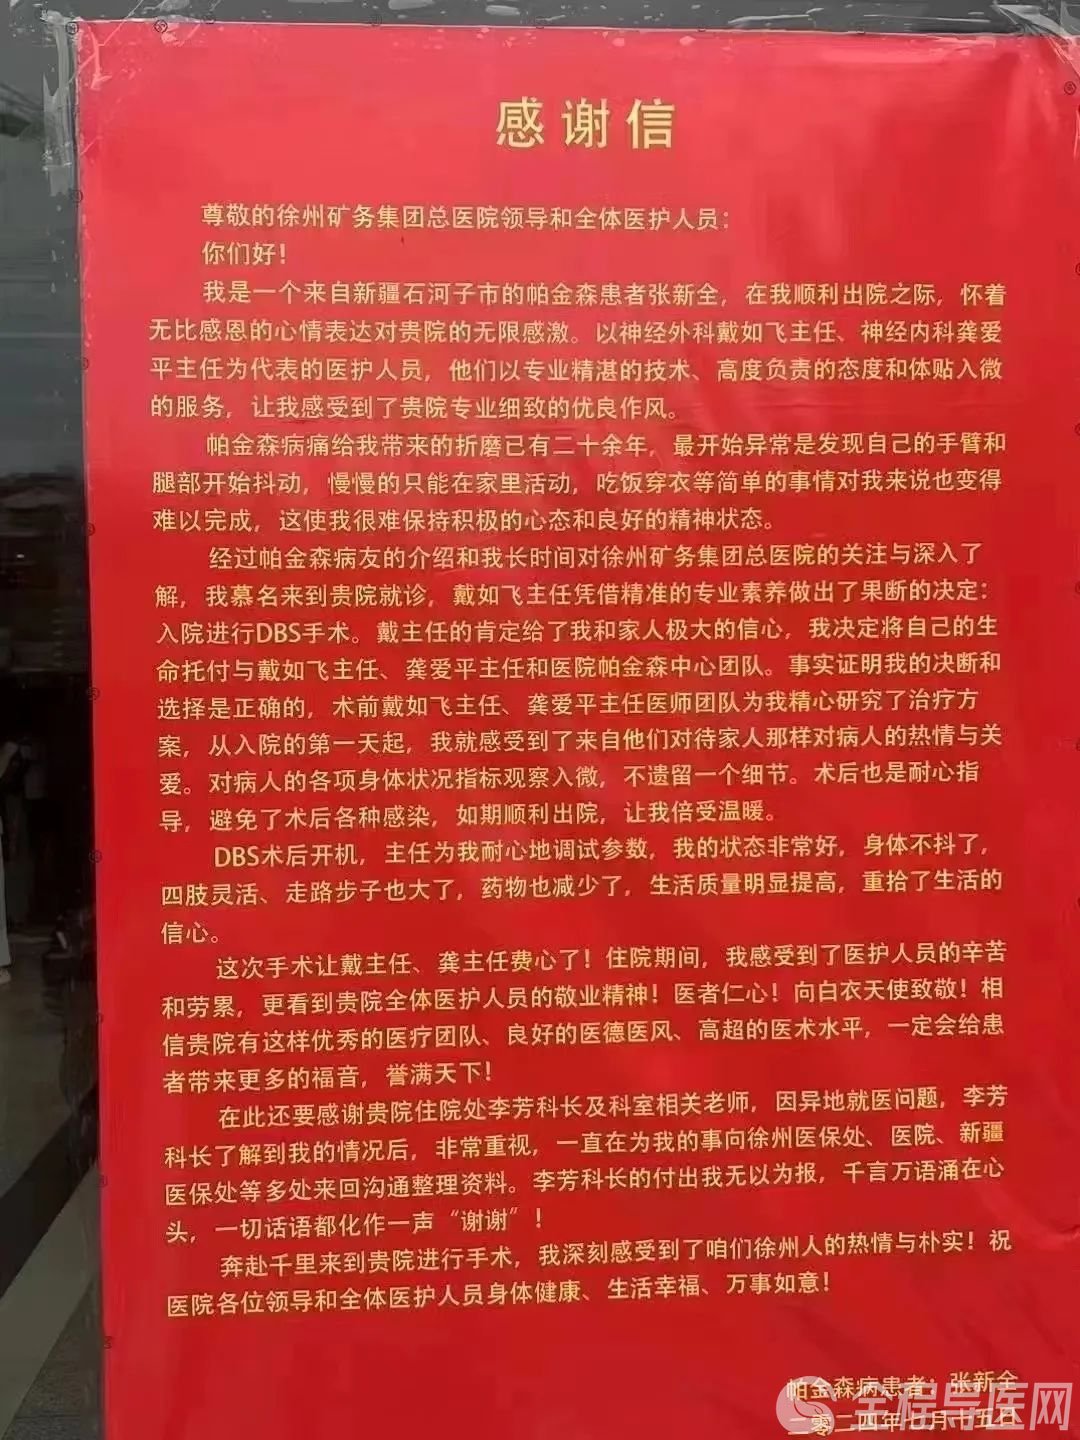 感谢信
尊敬的徐州矿务集团总医院领导和全体医护人员：
你们好！
我是一个来自新疆石河子市的帕金森患者张新全，在我顺利出院之际，怀着
无比感恩的心情表达对贵院的无限感激。以神经外科戴如飞主任、神经内科龚爱
平主任为代表的医护人员，他们以专业精湛的技术、高度负责的态度和体贴入微
的服务，让我感受到了贵院专业细致的优良作风。
帕金森病痛给我带来的折磨已有二十余年，最开始异常是发现自己的手臂和
腿部开始抖动，慢慢的只能在家里活动，吃饭穿衣等简单的事情对我来说也变得
难以完成，这使我很难保持积极的心态和良好的精神状态。
经过帕金森病友的介绍和我长时间对徐州矿务集团总医院的关注与深入了
解，我慕名来到贵院就诊，戴如飞主任凭借精准的专业素养做出了果断的决定：
入院进行DBS手术。戴主任的肯定给了我和家人极大的信心，我决定将自己的生
命托付与戴如飞主任、龚爱平主任和医院帕金森中心团队。事实证明我的决断和
选择是正确的，术前戴如飞主任、龚爱平主任医师团队为我精心研究了治疗方
案，从入院的第一天起，我就感受到了来自他们对待家人那样对病人的热情与关
爱。对病人的各项身体状况指标观察入微，不遗留一个细节。术后也是耐心指
导，避免了术后各种感染，如期顺利出院，让我倍受温暖。
DBS术后开机，主任为我耐心地调试参数，我的状态非常好，身体不抖了，
四肢灵活、走路步子也大了，药物也减少了，生活质量明显提高，重拾了生活的
信心。
这次手术让戴主任、龚主任费心了！住院期间，我感受到了医护人员的辛苦
和劳累，更看到贵院全体医护人员的敬业精神！医者仁心！向白衣天使致敬！相
信贵院有这样优秀的医疗团队、良好的医德医风、高超的医术水平，一定会给患
者带来更多的福音，誉满天下！
在此还要感谢贵院住院处李芳科长及科室相关老师，因异地就医问题，李芳
科长了解到我的情况后，非常重视，一直在为我的事向徐州医保处、医院、新疆
医保处等多处来回沟通整理资料。李芳科长的付出我无以为报，千言万语涌在心
头，一切话语都化作一声“谢谢”！
奔赴千里来到贵院进行手术，我深刻感受到了咱们徐州人的热情与朴实！祝
医院各位领导和全体医护人员身体健康、生活幸福、万事如意！
帕金森病患者：张新全
二零二四年七月十五日
全程导医网